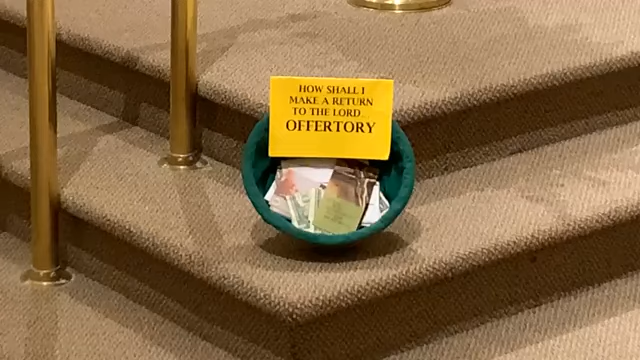 HOW SHALL I
MAKE A RETURN
TO THE LORD...
OFFERTORY